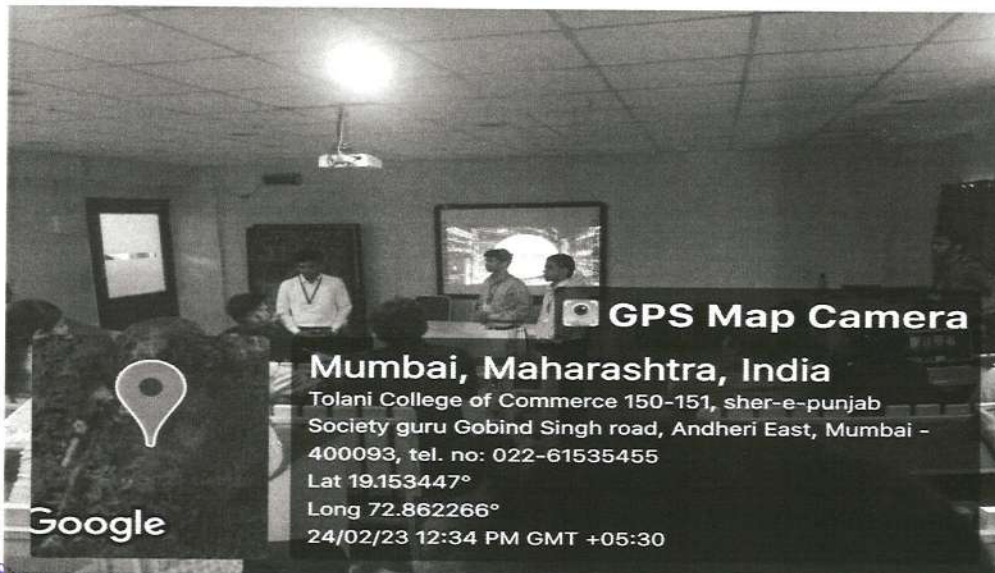 GPS Map Camera
Mumbai, Maharashtra, India
Tolani College of Commerce 150-151, sher-e-punjab
Society guru Gobind Singh road, Andheri East, Mumbai -
400093, tel. no: 022-61535455
Lat 19.153447°
Long 72.862266°
24/02/23 12:34 PM GMT +05:30
Google